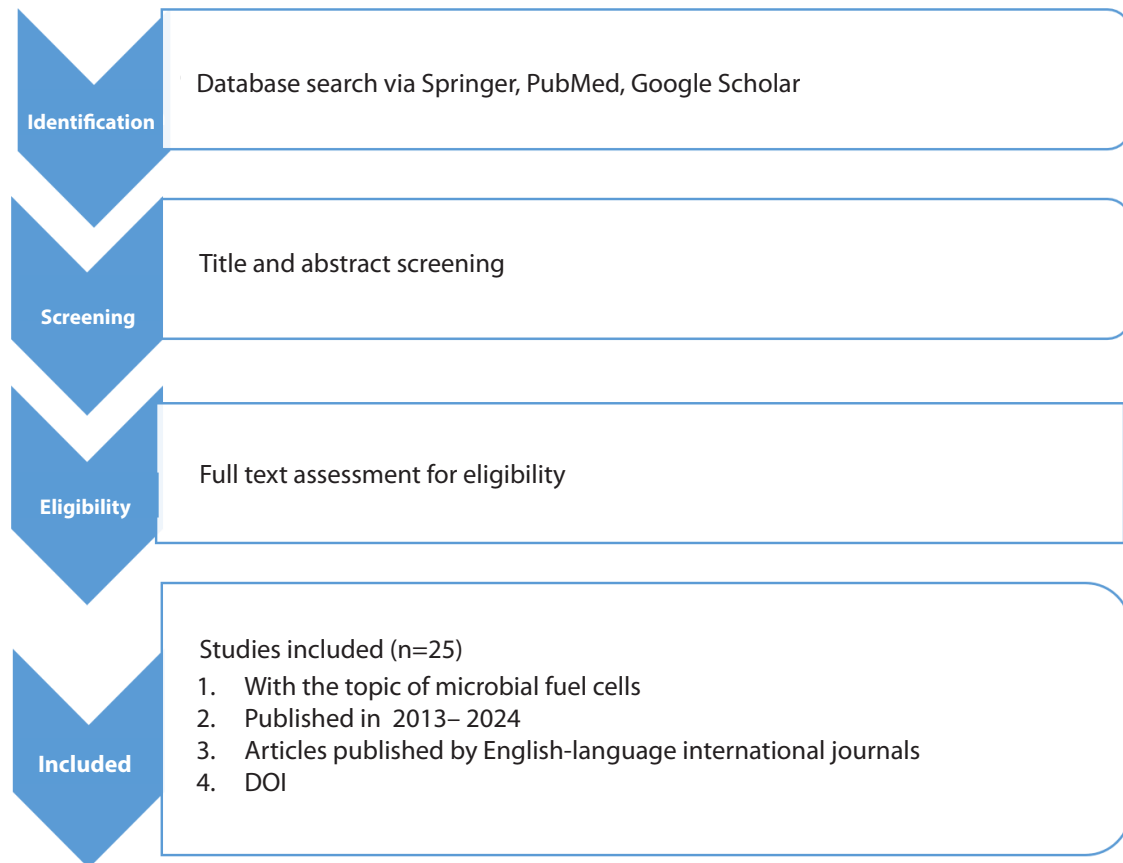 Identification
Database search via Springer, PubMed, Google Scholar
Screening
Title and abstract screening
Eligibility
Full text assessment for eligibility
Included
Studies included (n=25)
1. With the topic of microbial fuel cells
2. Published in 2013– 2024
3. Articles published by English-language international journals
4. DOI